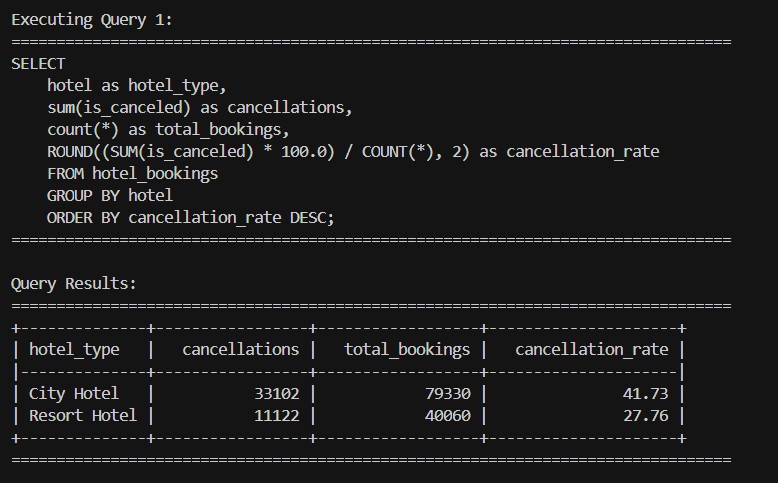 Executing Query 1:
================================================================================
SELECT
    hotel as hotel_type,
    sum(is_canceled) as cancellations,
    count(*) as total_bookings,
    ROUND((SUM(is_canceled) * 100.0) / COUNT(*), 2) as cancellation_rate
    FROM hotel_bookings
    GROUP BY hotel
    ORDER BY cancellation_rate DESC;
================================================================================
Query Results:
================================================================================
+--------------+-----------------+------------------+---------------------+
| hotel_type   |   cancellations |   total_bookings |   cancellation_rate |
|--------------+-----------------+------------------+---------------------|
| City Hotel   |           33102 |            79330 |               41.73 |
| Resort Hotel |           11122 |            40060 |               27.76 |
+--------------+-----------------+------------------+---------------------+
================================================================================